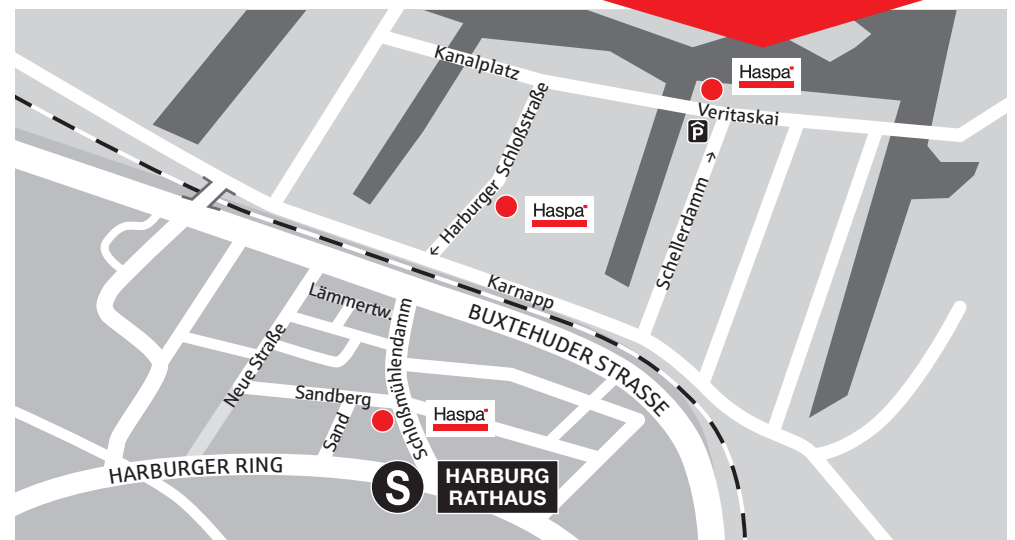 Kanalplatz
Haspa
Veritaskai
P
← Harburger Schloßstraße
Haspa
Schellerdamm →
Karnapp
Lämmertw.
BUXTEHUDER STRASSE
Neue Straße
Schloßmühlendamm
Sandberg
Sand
Haspa
HARBURGER RING
S
HARBURG
RATHAUS